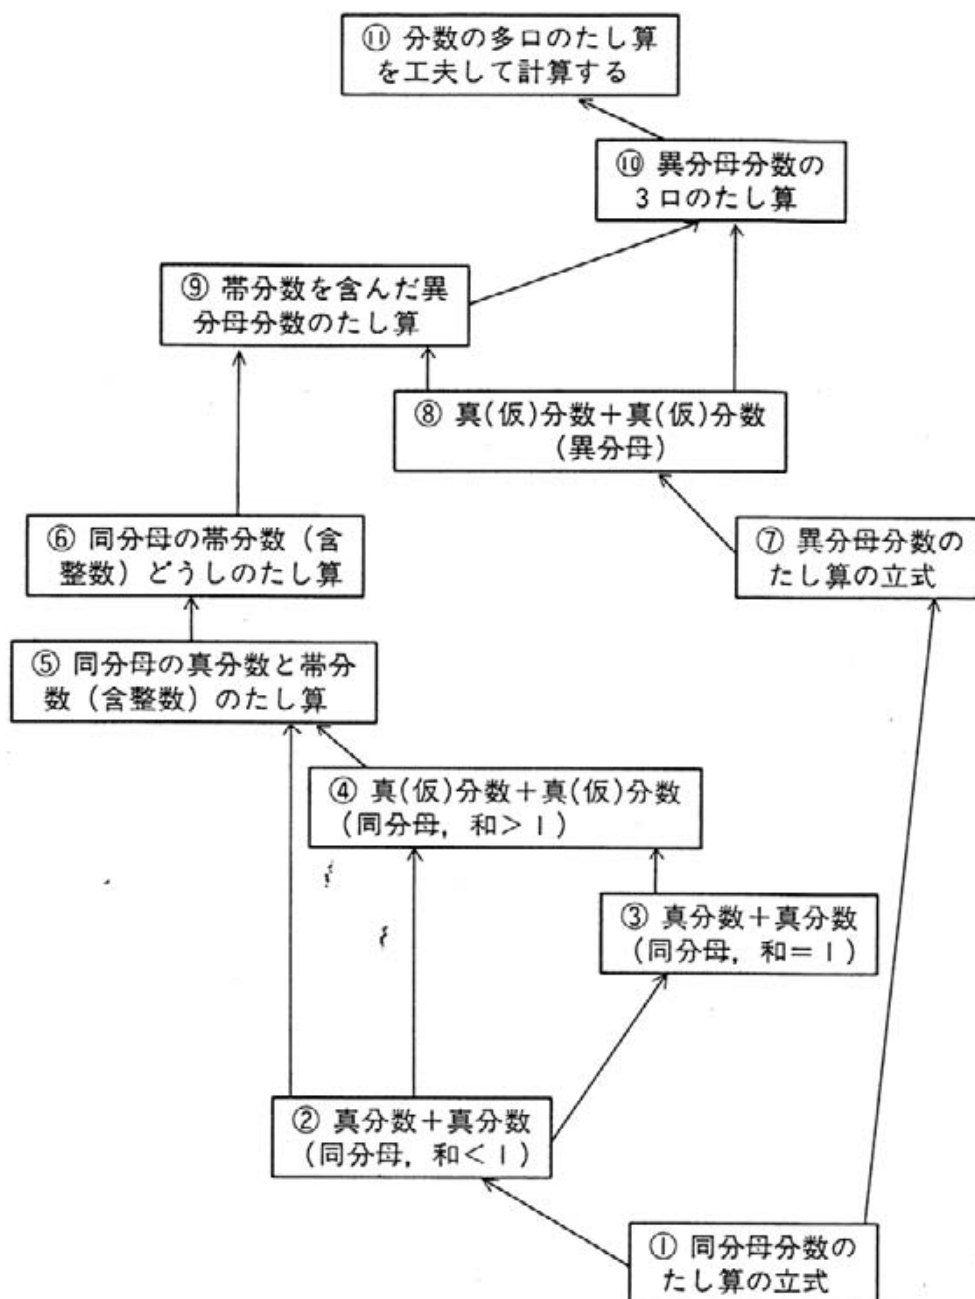 ⑪ 分数の多口のたし算
を工夫して計算する
⑩ 異分母分数の
3口のたし算
⑨ 帯分数を含んだ異
分母分数のたし算
⑧ 真(仮)分数+真(仮)分数
(異分母)
⑥ 同分母の帯分数(含
整数)どうしのたし算
⑦ 異分母分数の
たし算の立式
⑤ 同分母の真分数と帯分
数(含整数)のたし算
④ 真(仮)分数+真(仮)分数
(同分母,和>1)
③ 真分数+真分数
(同分母,和=1)
② 真分数+真分数
(同分母,和<1)
① 同分母分数の
たし算の立式